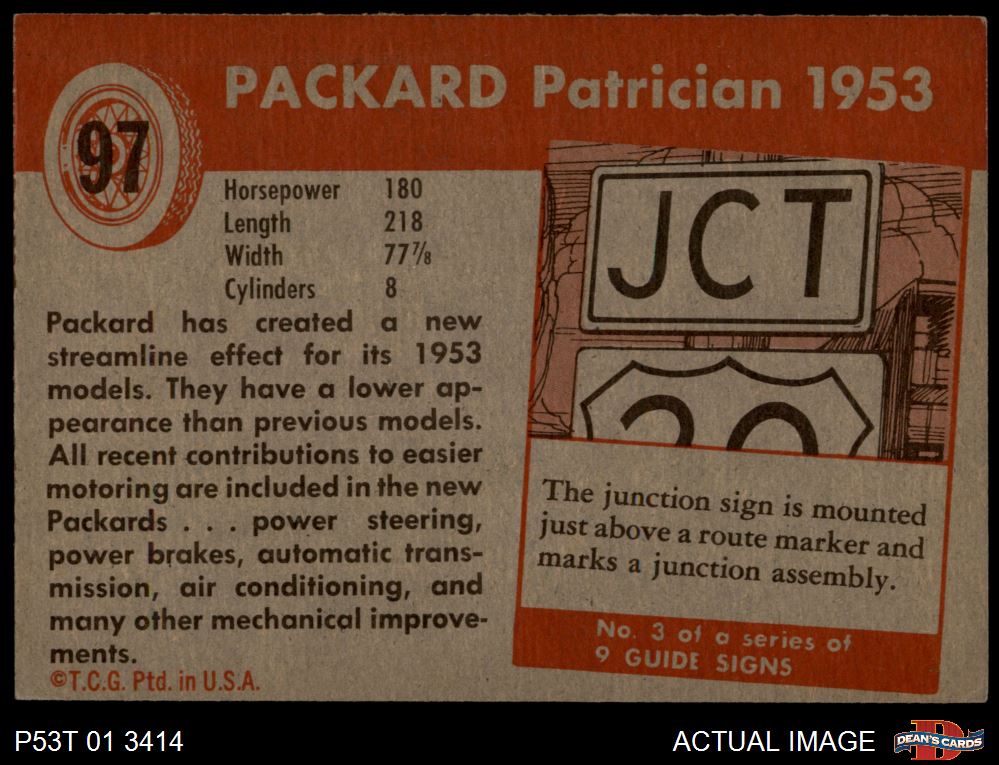 PACKARD Patrician 1953
97
Horsepower 180
Length 218
Width 77⅞
Cylinders 8
Packard has created a new
streamline effect for its 1953
models. They have a lower ap-
pearance than previous models.
All recent contributions to easier
motoring are included in the new
Packards . . . power steering,
power brakes, automatic trans-
mission, air conditioning, and
many other mechanical improve-
ments.
©T.C.G. Ptd. in U.S.A.
JCT
The junction sign is mounted
just above a route marker and
marks a junction assembly.
No. 3 of a series of
9 GUIDE SIGNS
P53T 01 3414
ACTUAL IMAGE
DEAN'S CARDS